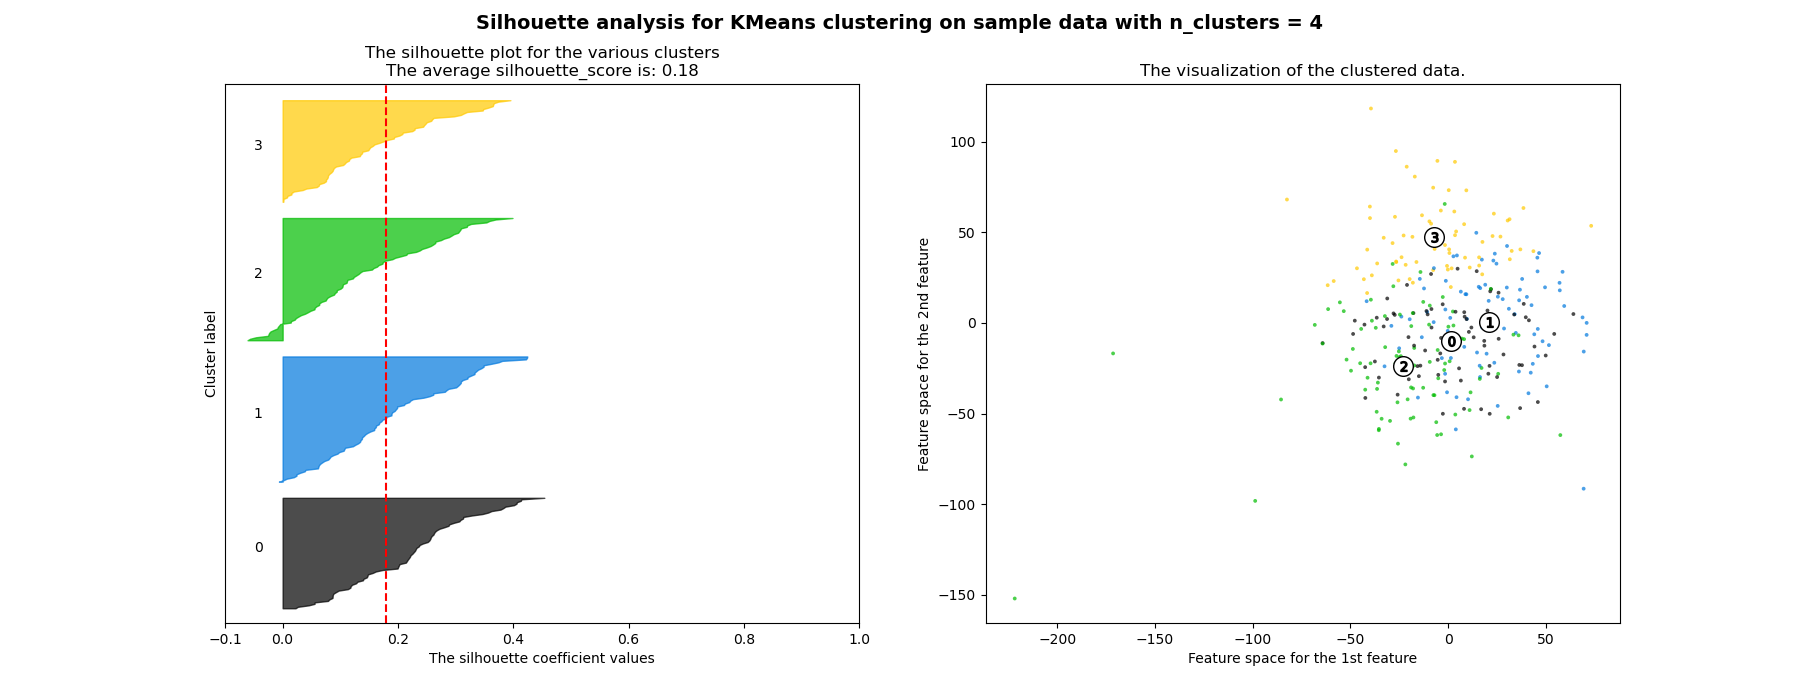 Silhouette analysis for KMeans clustering on sample data with n_clusters = 4
The silhouette plot for the various clusters
The average silhouette_score is: 0.18
3
2
1
0
Cluster label
−0.1 0.0 0.2 0.4 0.6 0.8 1.0
The silhouette coefficient values
The visualization of the clustered data.
100
50
0
−50
−100
−150
Feature space for the 2nd feature
3
1
0
2
−200 −150 −100 −50 0 50
Feature space for the 1st feature